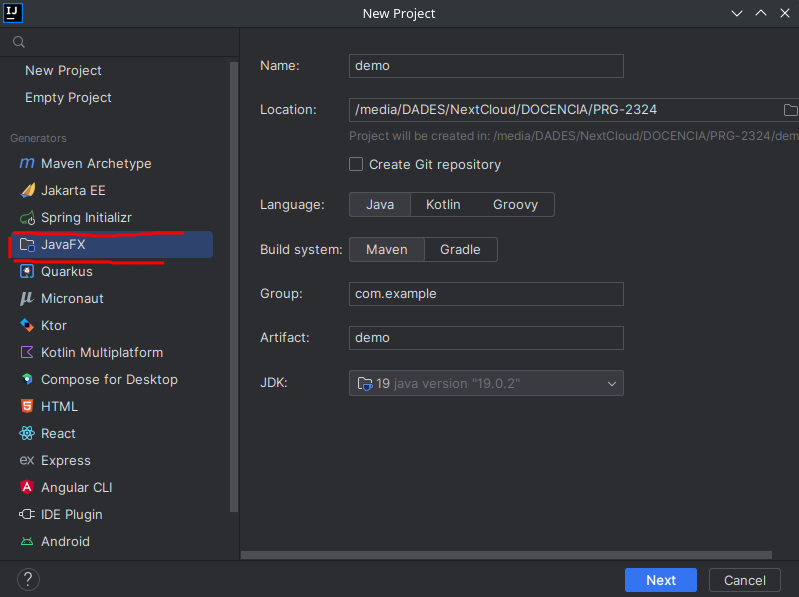 IJ
New Project
New Project
Empty Project
Generators
m Maven Archetype
Jakarta EE
Spring Initializr
JavaFX
Quarkus
μ Micronaut
Ktor
Kotlin Multiplatform
Compose for Desktop
5 HTML
React
ex Express
A Angular CLI
IDE Plugin
Android
Name: demo
Location: /media/DADES/NextCloud/DOCENCIA/PRG-2324
Project will be created in: /media/DADES/NextCloud/DOCENCIA/PRG-2324/dem
Create Git repository
Language: Java Kotlin Groovy
Build system: Maven Gradle
Group: com.example
Artifact: demo
JDK: 19 java version "19.0.2"
? Next Cancel